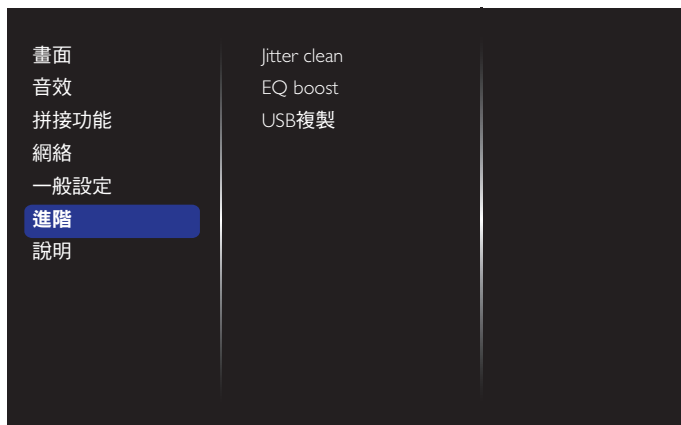 畫面
音效
拼接功能
網絡
一般設定
進階
說明
Jitter clean
EQ boost
USB複製